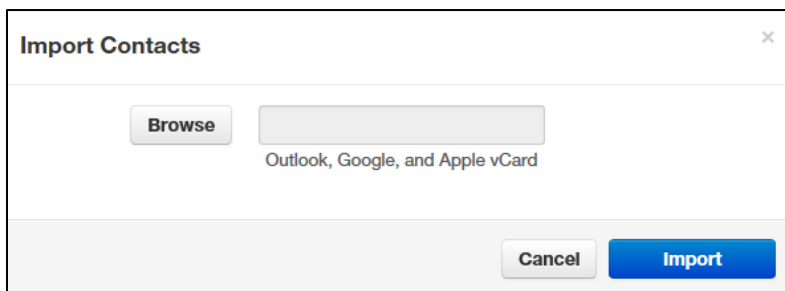 Import Contacts
×
Browse
Outlook, Google, and Apple vCard
Cancel Import